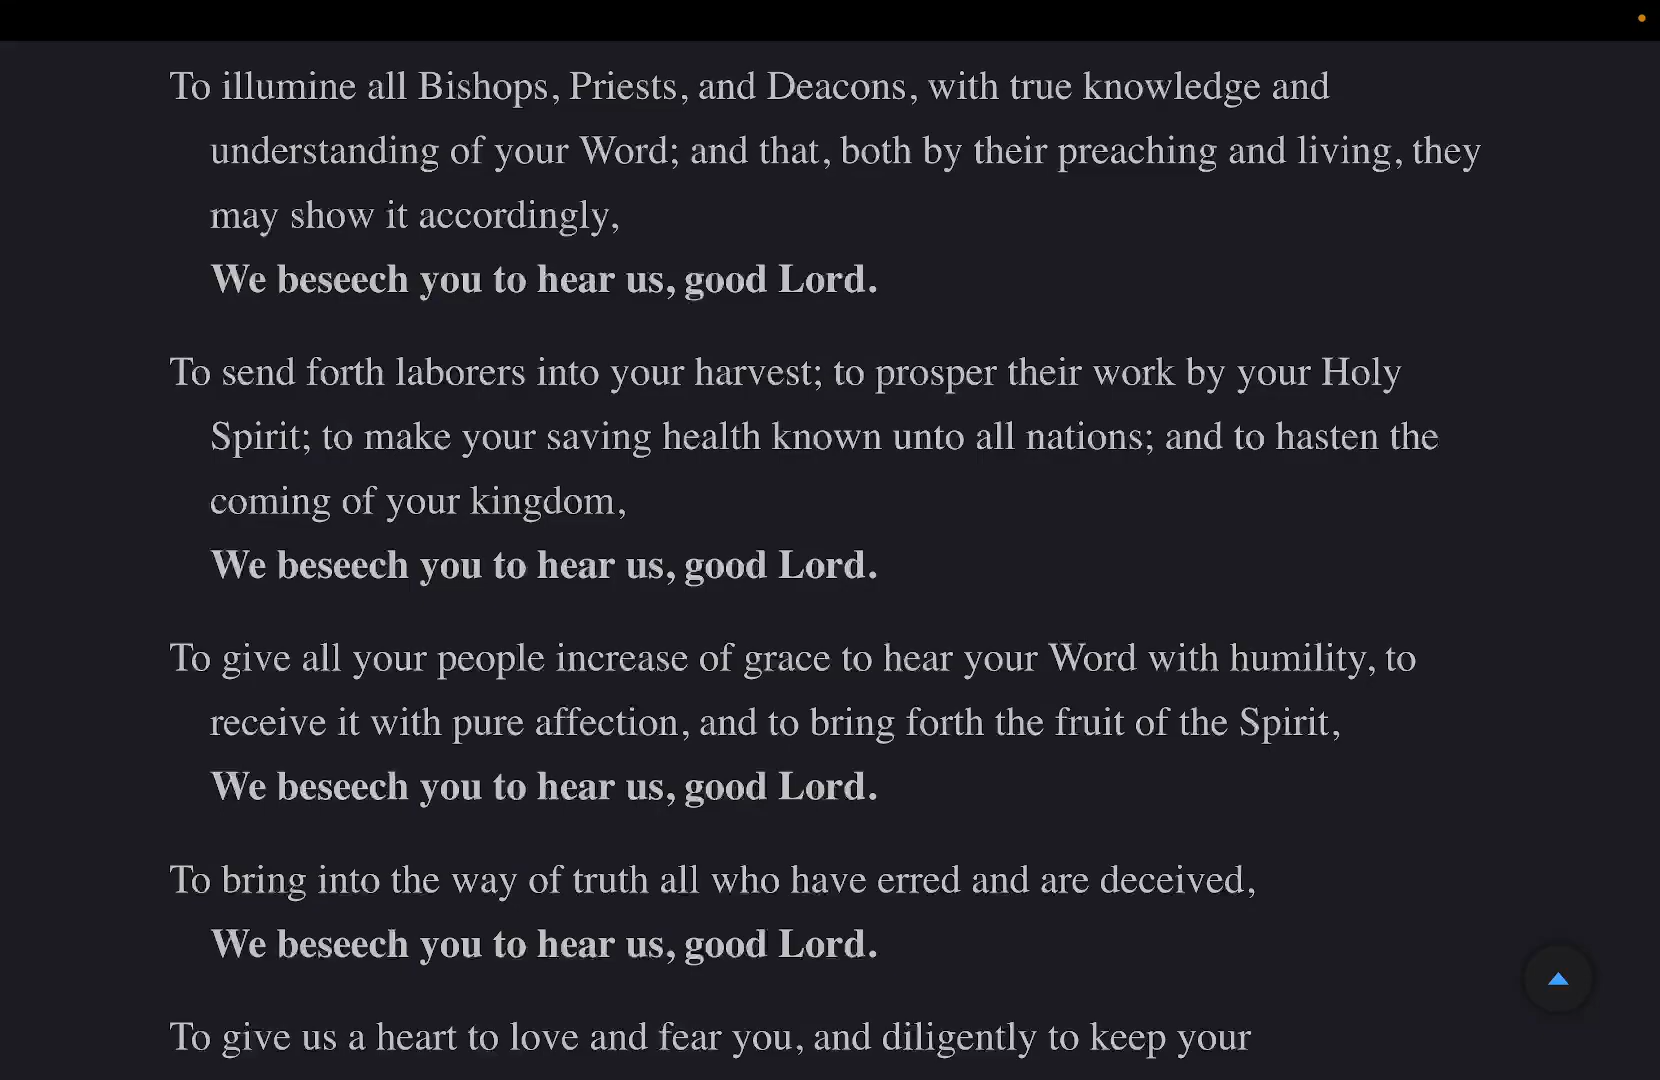 To illumine all Bishops, Priests, and Deacons, with true knowledge and
understanding of your Word; and that, both by their preaching and living, they
may show it accordingly,
We beseech you to hear us, good Lord.
To send forth laborers into your harvest; to prosper their work by your Holy
Spirit; to make your saving health known unto all nations; and to hasten the
coming of your kingdom,
We beseech you to hear us, good Lord.
To give all your people increase of grace to hear your Word with humility, to
receive it with pure affection, and to bring forth the fruit of the Spirit,
We beseech you to hear us, good Lord.
To bring into the way of truth all who have erred and are deceived,
We beseech you to hear us, good Lord.
To give us a heart to love and fear you, and diligently to keep your